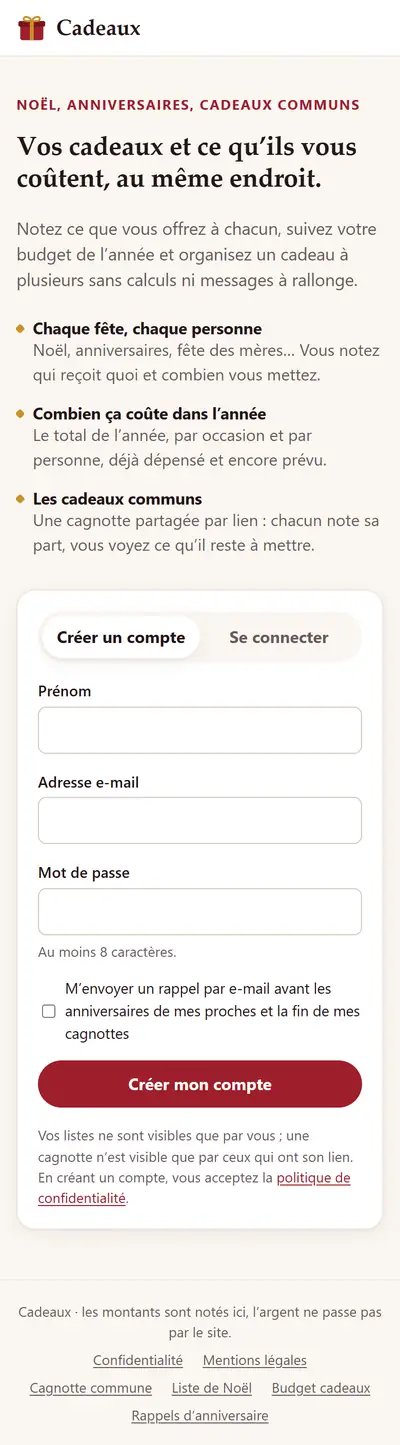 Cadeaux
NOËL, ANNIVERSAIRES, CADEAUX COMMUNS
Vos cadeaux et ce qu’ils vous
coûtent, au même endroit.
Notez ce que vous offrez à chacun, suivez votre
budget de l’année et organisez un cadeau à
plusieurs sans calculs ni messages à rallonge.
Chaque fête, chaque personne
Noël, anniversaires, fête des mères… Vous notez
qui reçoit quoi et combien vous mettez.
Combien ça coûte dans l’année
Le total de l’année, par occasion et par
personne, déjà dépensé et encore prévu.
Les cadeaux communs
Une cagnotte partagée par lien : chacun note sa
part, vous voyez ce qu’il reste à mettre.
Créer un compte Se connecter
Prénom
Adresse e-mail
Mot de passe
Au moins 8 caractères.
M’envoyer un rappel par e-mail avant les
anniversaires de mes proches et la fin de mes
cagnottes
Créer mon compte
Vos listes ne sont visibles que par vous ; une
cagnotte n’est visible que par ceux qui ont son lien.
En créant un compte, vous acceptez la politique de
confidentialité.
Cadeaux · les montants sont notés ici, l’argent ne passe pas
par le site.
Confidentialité Mentions légales
Cagnotte commune Liste de Noël Budget cadeaux
Rappels d’anniversaire